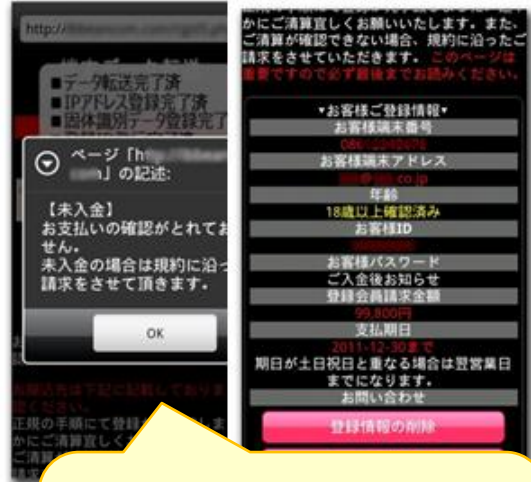 http://
■データ転送完了済
■IPアドレス登録完了済
■固体識別データ登録完了
ページ「h
」の記述:
【未入金】
お支払いの確認がとれてお
せん。
未入金の場合は規約に沿っ
請求をさせて頂きます。
OK
正規の手順にて登録
かにご清算宜しく
ご清算
かにご清算宜しくお願いいたします。また、
ご清算が確認できない場合、規約に沿ったご
請求をさせていただきます。このページは
重要ですので必ず最後までお読みください。
▼お客様ご登録情報▼
お客様端末番号
お客様端末アドレス
co.jp
年齢
18歳以上確認済み
お客様ID
お客様パスワード
ご入金後お知らせ
登録会員請求金額
99,800円
支払期日
2011-12-30まで
期日が土日祝日と重なる場合は翌営業日
までになります。
お問い合わせ
登録情報の削除